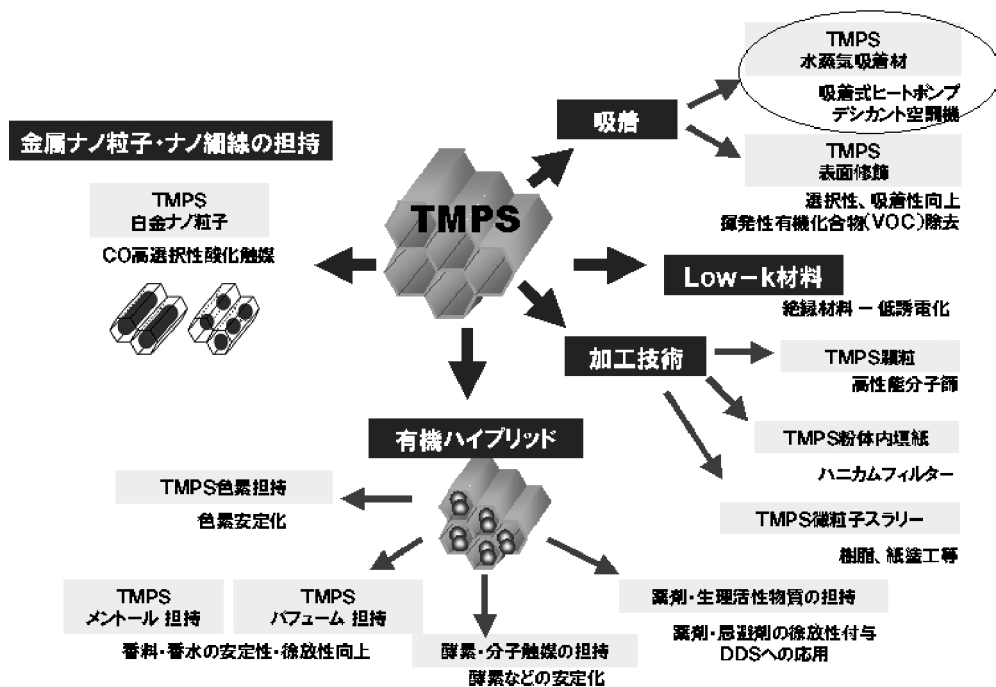 TMPS
水蒸気吸着材
吸着式ヒートポンプ
デシカント空調機
吸着
金属ナノ粒子・ナノ細線の担持
TMPS
表面修飾
選択性、吸着性向上
揮発性有機化合物(VOC)除去
TMPS
白金ナノ粒子
CO高選択性酸化触媒
TMPS
Low－k材料
絶縁材料 － 低誘電化
加工技術
TMPS顆粒
高性能分子篩
TMPS粉体内填紙
ハニカムフィルター
TMPS微粒子スラリー
樹脂、紙塗工等
有機ハイブリッド
TMPS色素担持
色素安定化
TMPS
メントール 担持
TMPS
パフューム 担持
香料・香水の安定性・徐放性向上
酵素・分子触媒の担持
酵素などの安定化
薬剤・生理活性物質の担持
薬剤・忌避剤の徐放性付与
DDSへの応用